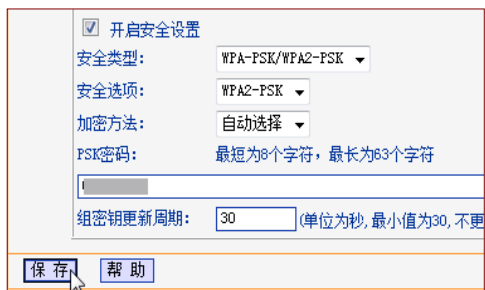 开启安全设置
安全类型： WPA-PSK/WPA2-PSK
安全选项： WPA2-PSK
加密方法： 自动选择
PSK密码： 最短为8个字符，最长为63个字符
组密钥更新周期： 30 (单位为秒,最小值为30,不更
保 存 帮 助